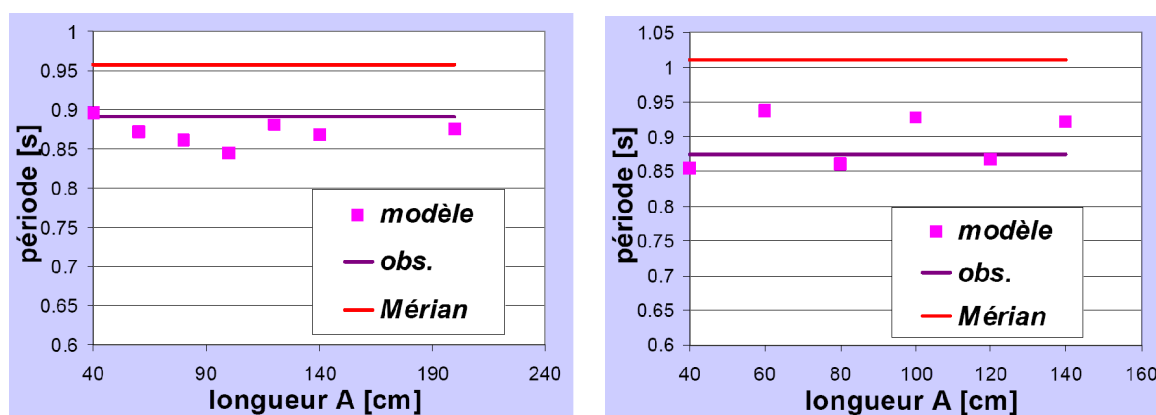 1
0.95
0.9
0.85
0.8
0.75
0.7
0.65
0.6
période [s]
40 90 140 190 240
longueur A [cm]
modèle
obs.
Mérian
1.05
1
0.95
0.9
0.85
0.8
0.75
0.7
0.65
0.6
période [s]
40 60 80 100 120 140 160
longueur A [cm]
modèle
obs.
Mérian